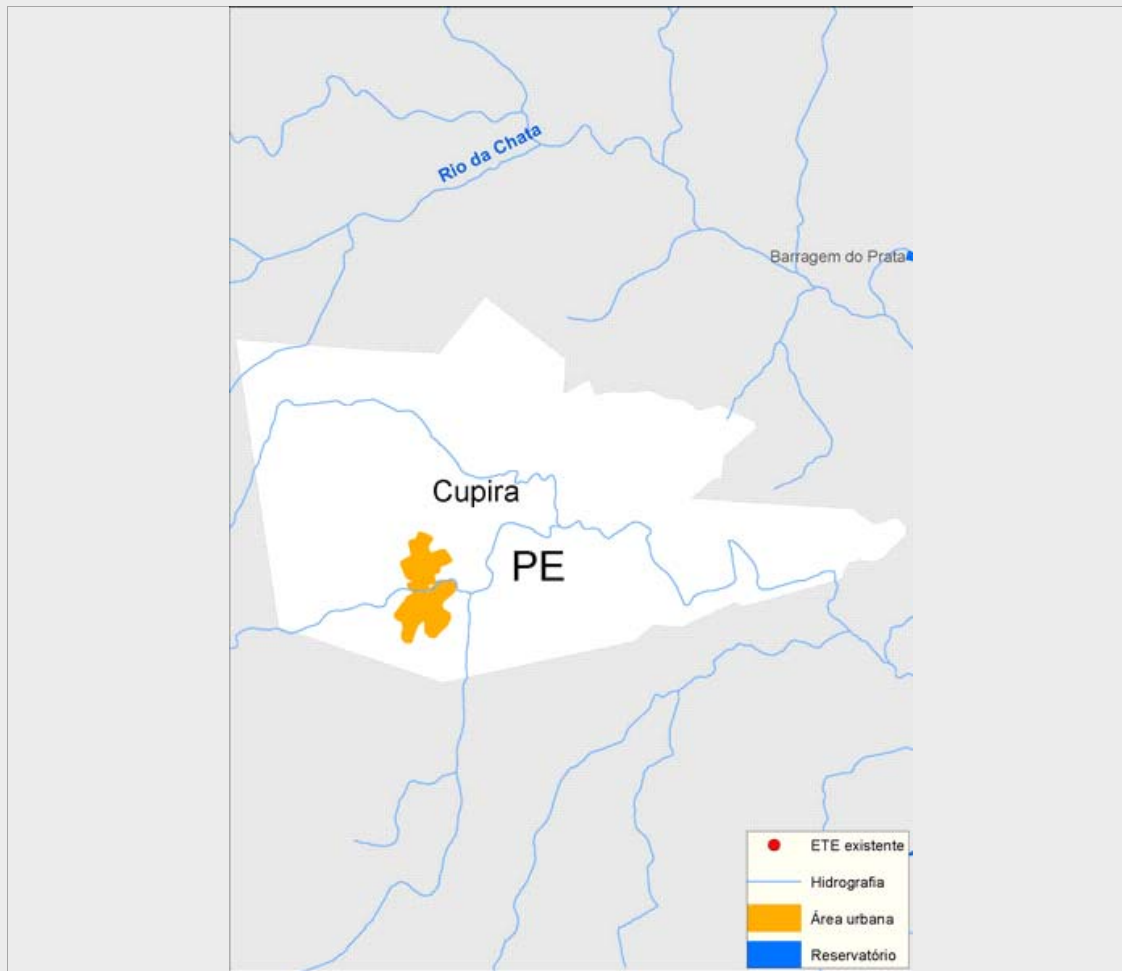 Rio da Chata
Barragem do Prata
Cupira
PE
ETE existente
Hidrografia
Área urbana
Reservatório